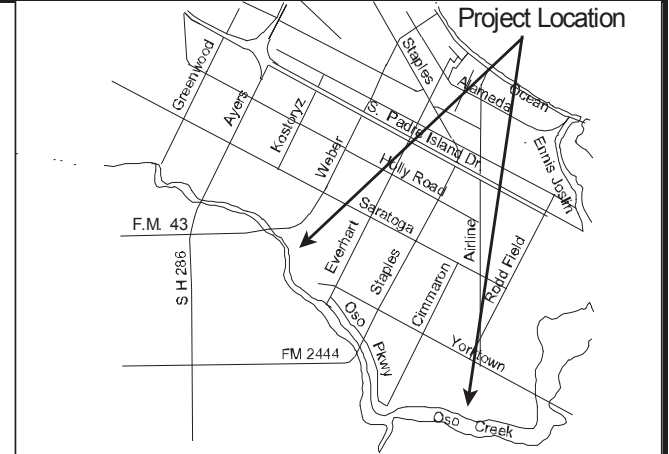 Project Location
Greenwood
Ayers
Kostoryz
Weber
Staples
Alameda
Ocean
S. Padre Island Dr
Ennis Joslin
Holly Road
Saratoga
F.M. 43
S H 286
Everhart
Staples
Airline
Cimmaron
Rodd Field
Oso
Pkwy
Yorktown
FM 2444
Oso Creek